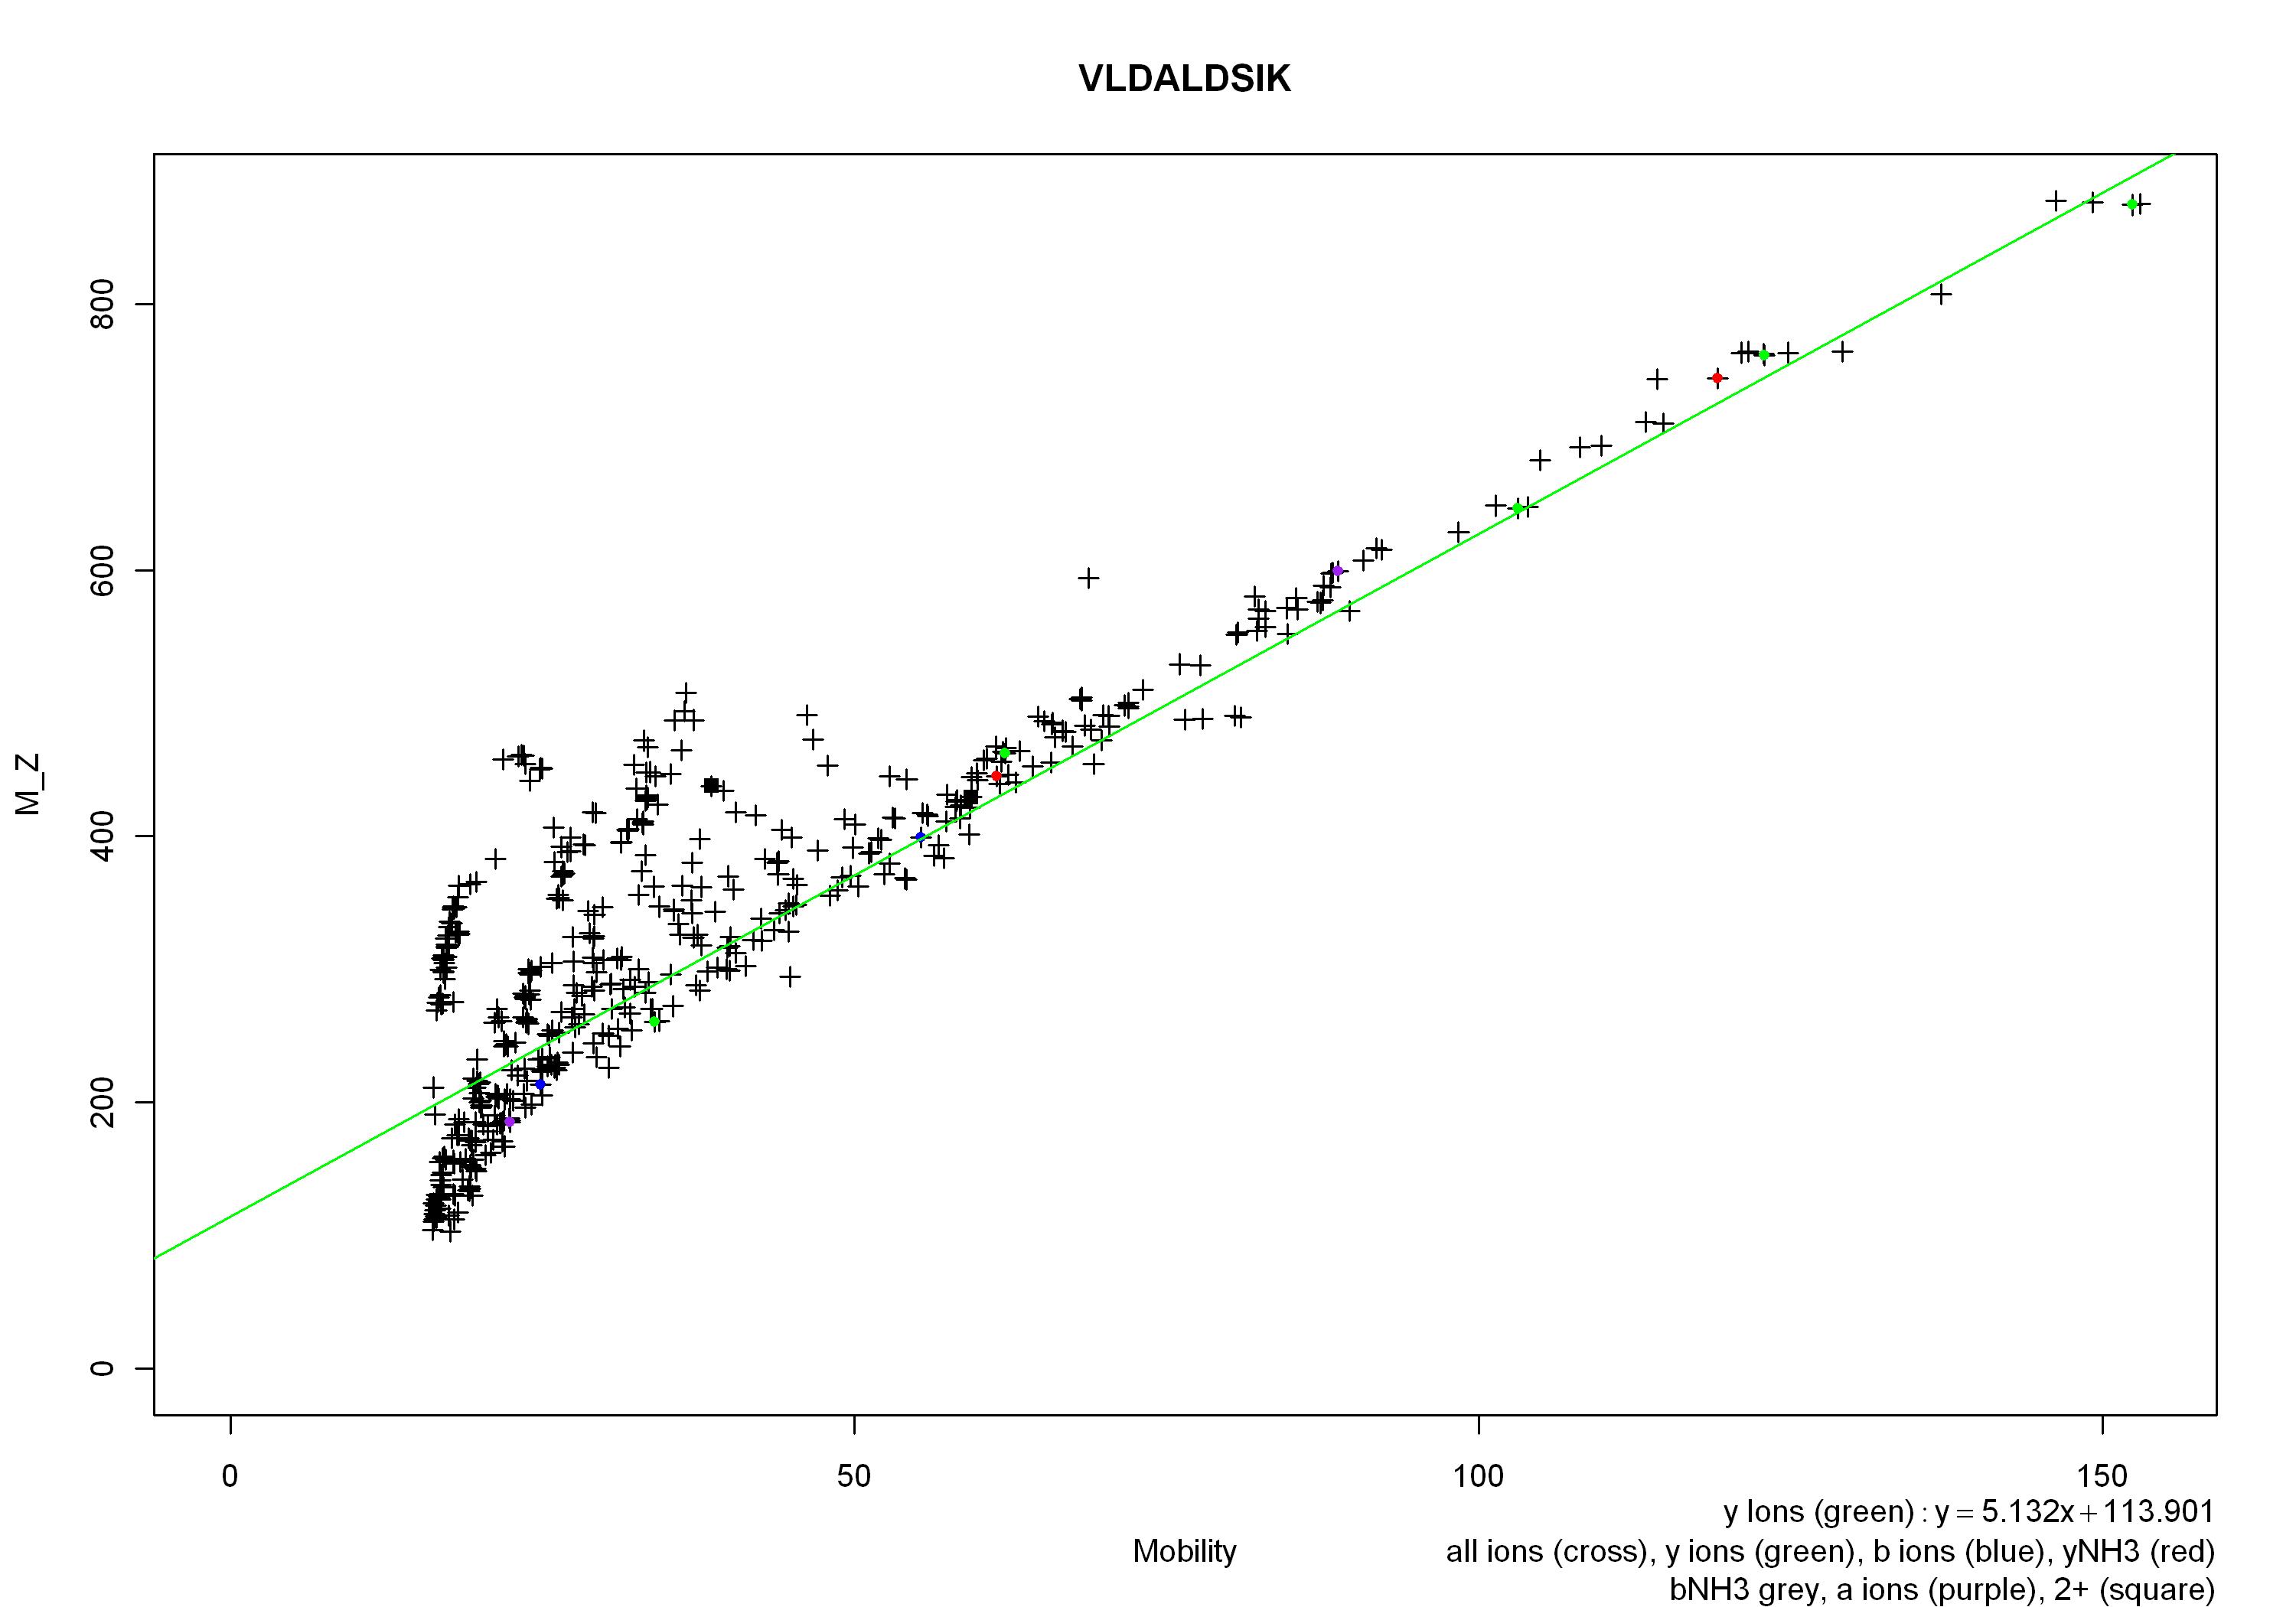 VLDALDSIK
800
600
400
200
0
M_Z
0 50 100 150
y Ions (green) : y = 5.132x+113.901
Mobility all ions (cross), y ions (green), b ions (blue), yNH3 (red)
bNH3 grey, a ions (purple), 2+ (square)